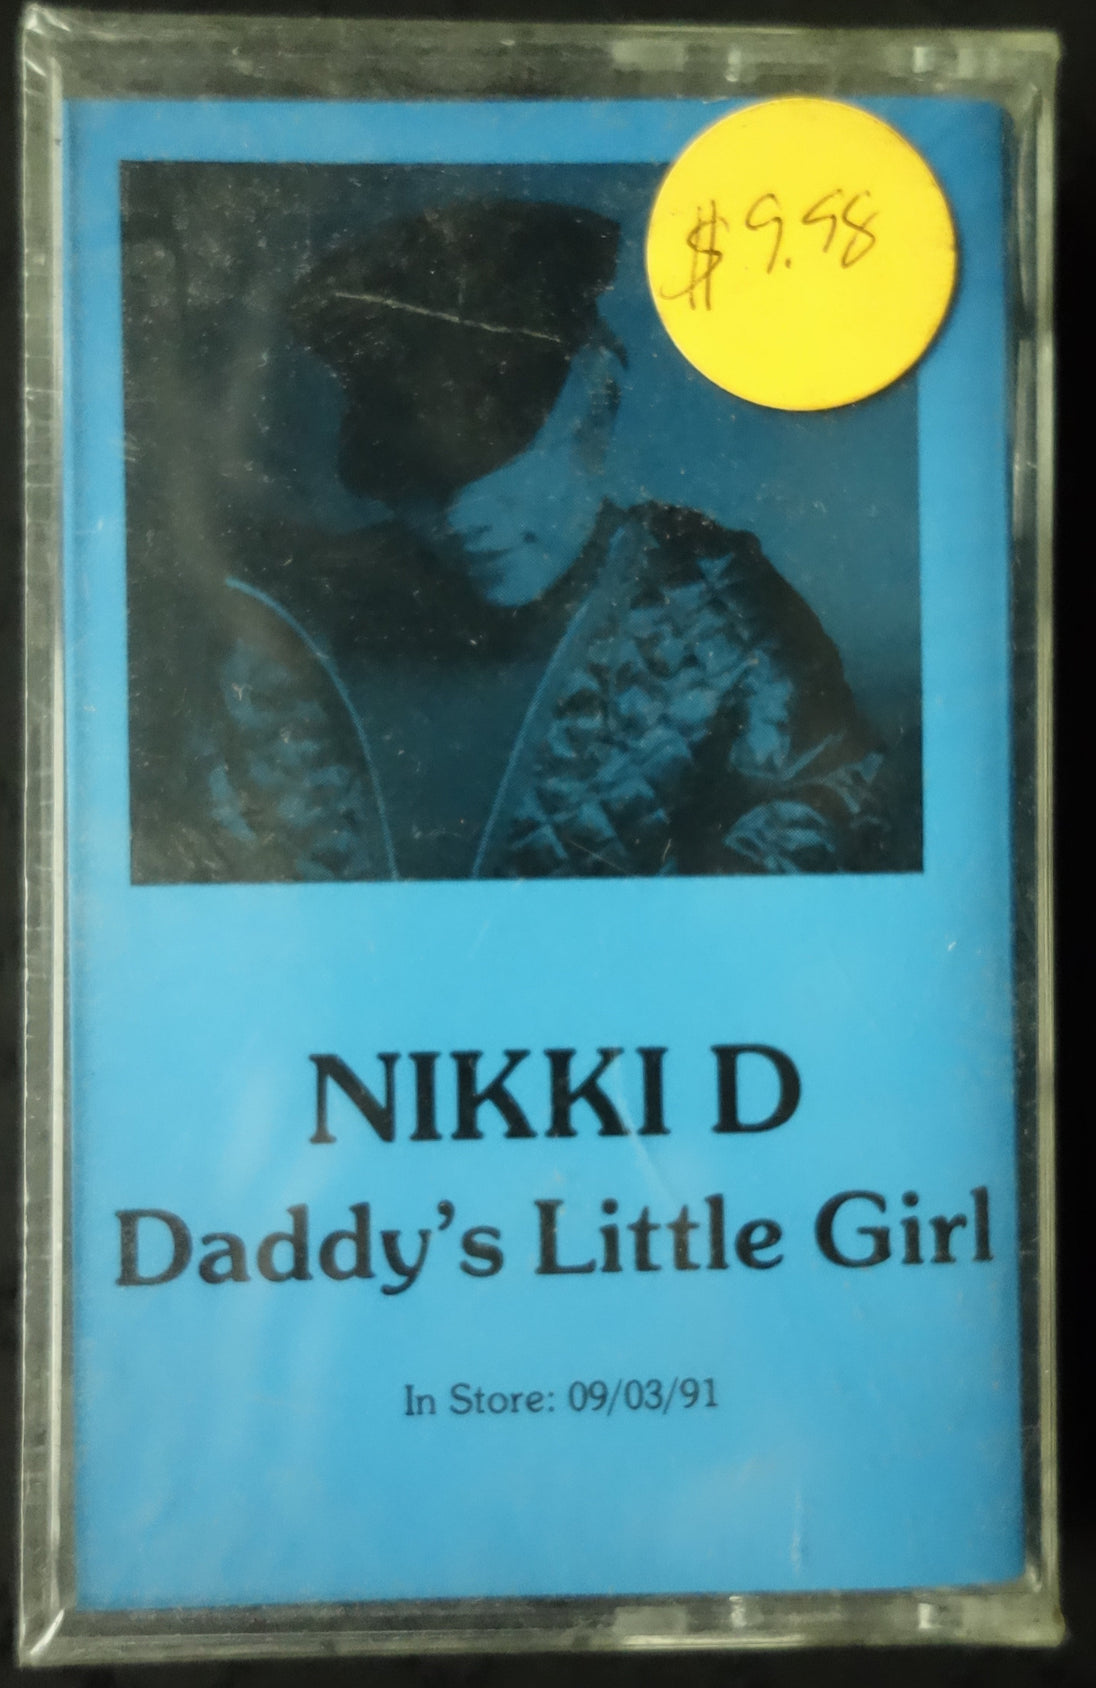 $9.98
NIKKI D
Daddy's Little Girl
In Store: 09/03/91